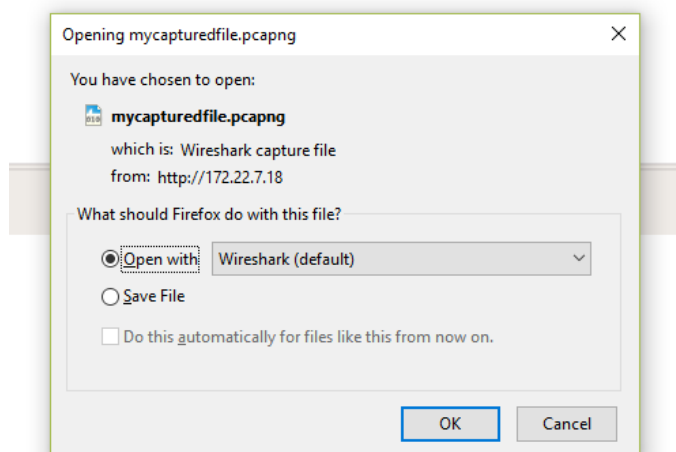 Opening mycapturedfile.pcapng
You have chosen to open:
mycapturedfile.pcapng
which is: Wireshark capture file
from: http://172.22.7.18
What should Firefox do with this file?
Open with Wireshark (default)
Save File
Do this automatically for files like this from now on.
OK Cancel